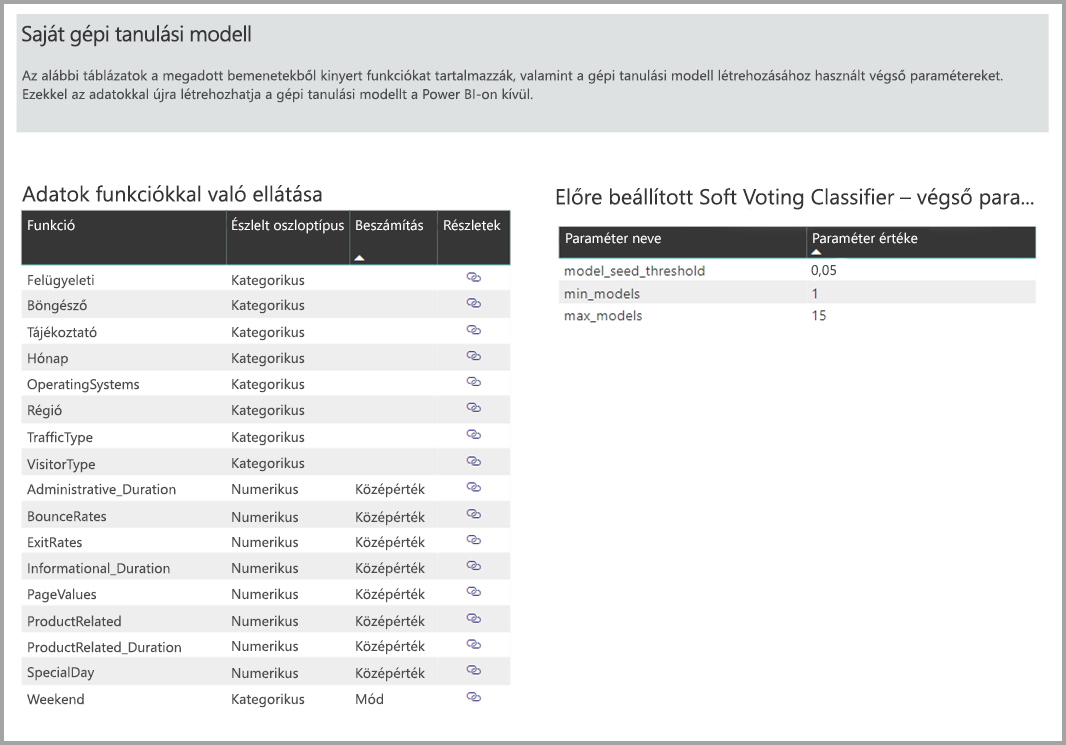 Saját gépi tanulási modell
Az alábbi táblázatok a megadott bemenetekből kinyert funkciókat tartalmazzák, valamint a gépi tanulási modell létrehozásához használt végső paramétereket.
Ezekkel az adatokkal újra létrehozhatja a gépi tanulási modellt a Power BI-on kívül.
Adatok funkciókkal való ellátása
Funkció Észlelt oszloptípus Beszámítás Részletek
Felügyeleti Kategorikus
Böngésző Kategorikus
Tájékoztató Kategorikus
Hónap Kategorikus
OperatingSystems Kategorikus
Régió Kategorikus
TrafficType Kategorikus
VisitorType Kategorikus
Administrative_Duration Numerikus Középérték
BounceRates Numerikus Középérték
ExitRates Numerikus Középérték
Informational_Duration Numerikus Középérték
PageValues Numerikus Középérték
ProductRelated Numerikus Középérték
ProductRelated_Duration Numerikus Középérték
SpecialDay Numerikus Középérték
Weekend Kategorikus Mód
Előre beállított Soft Voting Classifier – végső para...
Paraméter neve Paraméter értéke
model_seed_threshold 0,05
min_models 1
max_models 15